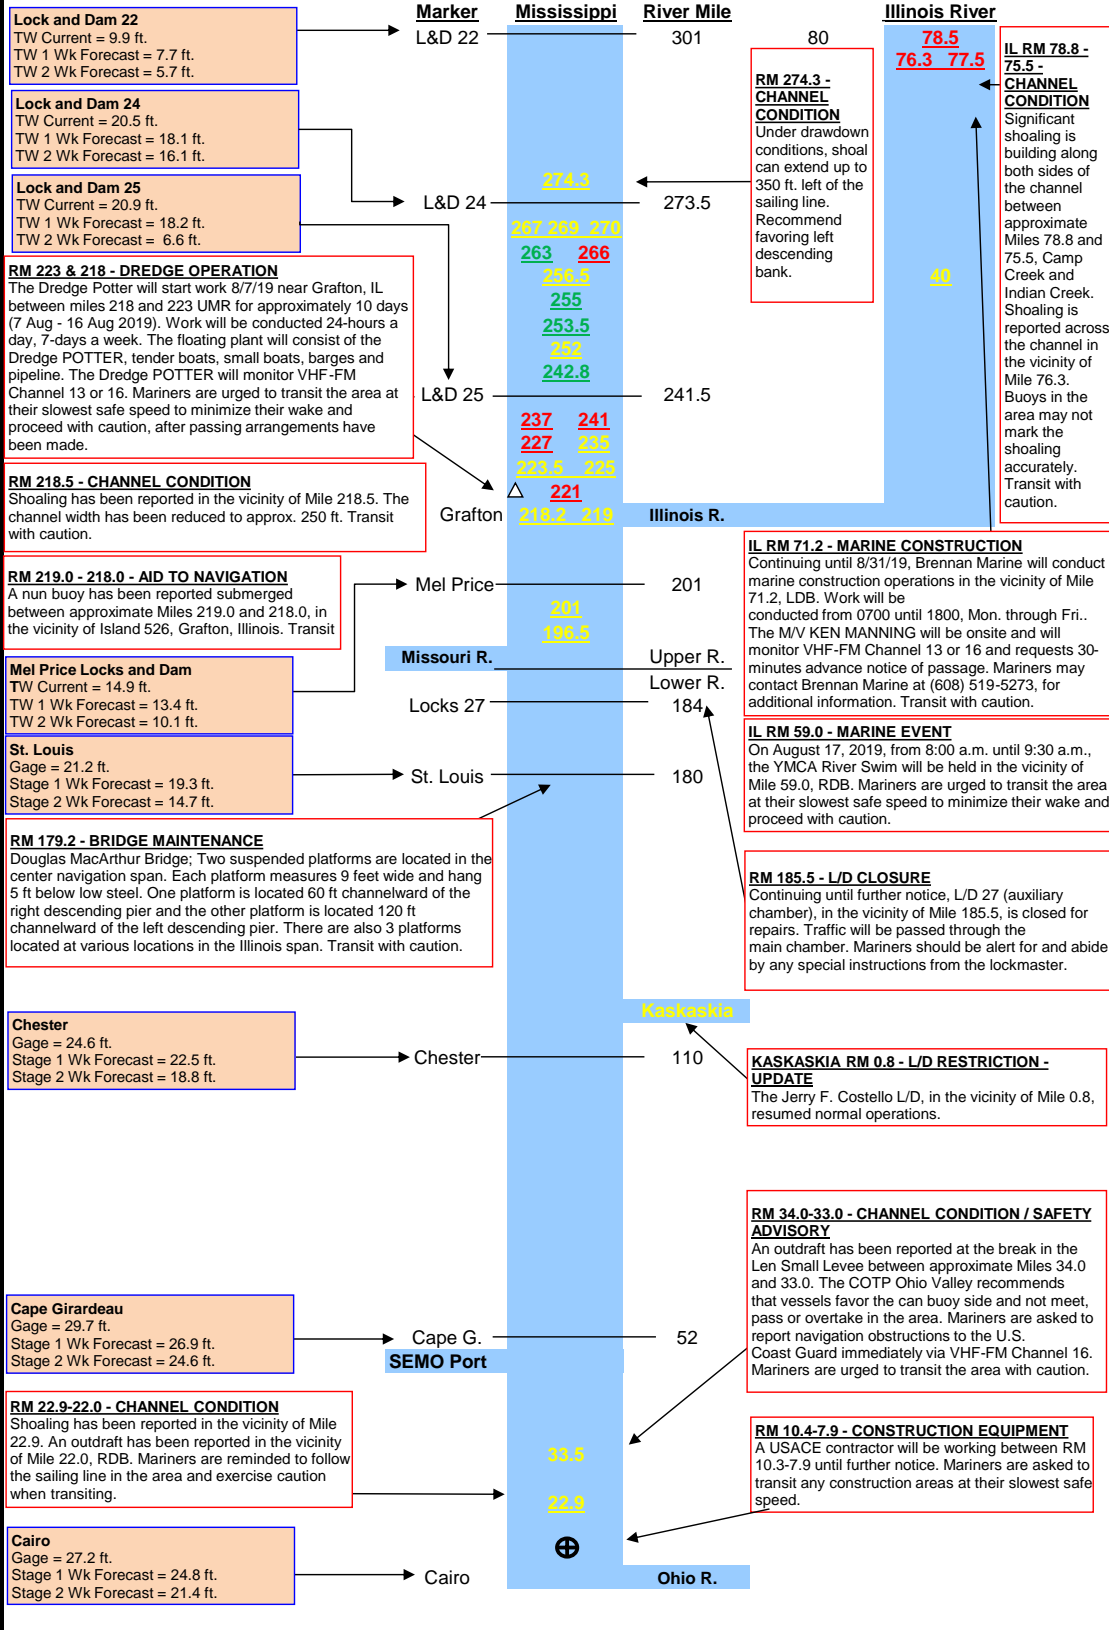 Marker Mississippi River Mile Illinois River
Lock and Dam 22
TW Current = 9.9 ft.
TW 1 Wk Forecast = 7.7 ft.
TW 2 Wk Forecast = 5.7 ft.
L&D 22 301 80
78.5
76.3 77.5
Lock and Dam 24
TW Current = 20.5 ft.
TW 1 Wk Forecast = 18.1 ft.
TW 2 Wk Forecast = 16.1 ft.
Lock and Dam 25
TW Current = 20.9 ft.
TW 1 Wk Forecast = 18.2 ft.
TW 2 Wk Forecast = 6.6 ft.
RM 274.3 -
CHANNEL
CONDITION
Under drawdown
conditions, shoal
can extend up to
350 ft. left of the
sailing line.
Recommend
favoring left
descending
bank.
IL RM 78.8 -
75.5 -
CHANNEL
CONDITION
Significant
shoaling is
building along
both sides of
the channel
between
approximate
Miles 78.8 and
75.5, Camp
Creek and
Indian Creek.
Shoaling is
reported across
the channel in
the vicinity of
Mile 76.3.
Buoys in the
area may not
mark the
shoaling
accurately.
Transit with
caution.
274.3
L&D 24 273.5
267 269 270
263 266
256.5
255
253.5
252
242.8
40
L&D 25 241.5
RM 223 & 218 - DREDGE OPERATION
The Dredge Potter will start work 8/7/19 near Grafton, IL
between miles 218 and 223 UMR for approximately 10 days
(7 Aug - 16 Aug 2019). Work will be conducted 24-hours a
day, 7-days a week. The floating plant will consist of the
Dredge POTTER, tender boats, small boats, barges and
pipeline. The Dredge POTTER will monitor VHF-FM
Channel 13 or 16. Mariners are urged to transit the area at
their slowest safe speed to minimize their wake and
proceed with caution, after passing arrangements have
been made.
237 241
227 235
223.5 225
221
Grafton 218.2 219 Illinois R.
RM 218.5 - CHANNEL CONDITION
Shoaling has been reported in the vicinity of Mile 218.5. The
channel width has been reduced to approx. 250 ft. Transit
with caution.
RM 219.0 - 218.0 - AID TO NAVIGATION
A nun buoy has been reported submerged
between approximate Miles 219.0 and 218.0, in
the vicinity of Island 526, Grafton, Illinois. Transit
Mel Price 201
201
196.5
IL RM 71.2 - MARINE CONSTRUCTION
Continuing until 8/31/19, Brennan Marine will conduct
marine construction operations in the vicinity of Mile
71.2, LDB. Work will be
conducted from 0700 until 1800, Mon. through Fri..
The M/V KEN MANNING will be onsite and will
monitor VHF-FM Channel 13 or 16 and requests 30-
minutes advance notice of passage. Mariners may
contact Brennan Marine at (608) 519-5273, for
additional information. Transit with caution.
Missouri R. Upper R.
Lower R.
Mel Price Locks and Dam
TW Current = 14.9 ft.
TW 1 Wk Forecast = 13.4 ft.
TW 2 Wk Forecast = 10.1 ft.
Locks 27 184
IL RM 59.0 - MARINE EVENT
On August 17, 2019, from 8:00 a.m. until 9:30 a.m.,
the YMCA River Swim will be held in the vicinity of
Mile 59.0, RDB. Mariners are urged to transit the area
at their slowest safe speed to minimize their wake and
proceed with caution.
St. Louis
Gage = 21.2 ft.
Stage 1 Wk Forecast = 19.3 ft.
Stage 2 Wk Forecast = 14.7 ft.
St. Louis 180
RM 179.2 - BRIDGE MAINTENANCE
Douglas MacArthur Bridge; Two suspended platforms are located in the
center navigation span. Each platform measures 9 feet wide and hang
5 ft below low steel. One platform is located 60 ft channelward of the
right descending pier and the other platform is located 120 ft
channelward of the left descending pier. There are also 3 platforms
located at various locations in the Illinois span. Transit with caution.
RM 185.5 - L/D CLOSURE
Continuing until further notice, L/D 27 (auxiliary
chamber), in the vicinity of Mile 185.5, is closed for
repairs. Traffic will be passed through the
main chamber. Mariners should be alert for and abide
by any special instructions from the lockmaster.
Kaskaskia
Chester
Gage = 24.6 ft.
Stage 1 Wk Forecast = 22.5 ft.
Stage 2 Wk Forecast = 18.8 ft.
Chester 110
KASKASKIA RM 0.8 - L/D RESTRICTION -
UPDATE
The Jerry F. Costello L/D, in the vicinity of Mile 0.8,
resumed normal operations.
RM 34.0-33.0 - CHANNEL CONDITION / SAFETY
ADVISORY
An outdraft has been reported at the break in the
Len Small Levee between approximate Miles 34.0
and 33.0. The COTP Ohio Valley recommends
that vessels favor the can buoy side and not meet,
pass or overtake in the area. Mariners are asked to
report navigation obstructions to the U.S.
Coast Guard immediately via VHF-FM Channel 16.
Mariners are urged to transit the area with caution.
Cape Girardeau
Gage = 29.7 ft.
Stage 1 Wk Forecast = 26.9 ft.
Stage 2 Wk Forecast = 24.6 ft.
Cape G. 52
SEMO Port
RM 22.9-22.0 - CHANNEL CONDITION
Shoaling has been reported in the vicinity of Mile
22.9. An outdraft has been reported in the vicinity
of Mile 22.0, RDB. Mariners are reminded to follow
the sailing line in the area and exercise caution
when transiting.
33.5
22.9
RM 10.4-7.9 - CONSTRUCTION EQUIPMENT
A USACE contractor will be working between RM
10.3-7.9 until further notice. Mariners are asked to
transit any construction areas at their slowest safe
speed.
Cairo
Gage = 27.2 ft.
Stage 1 Wk Forecast = 24.8 ft.
Stage 2 Wk Forecast = 21.4 ft.
Cairo Ohio R.